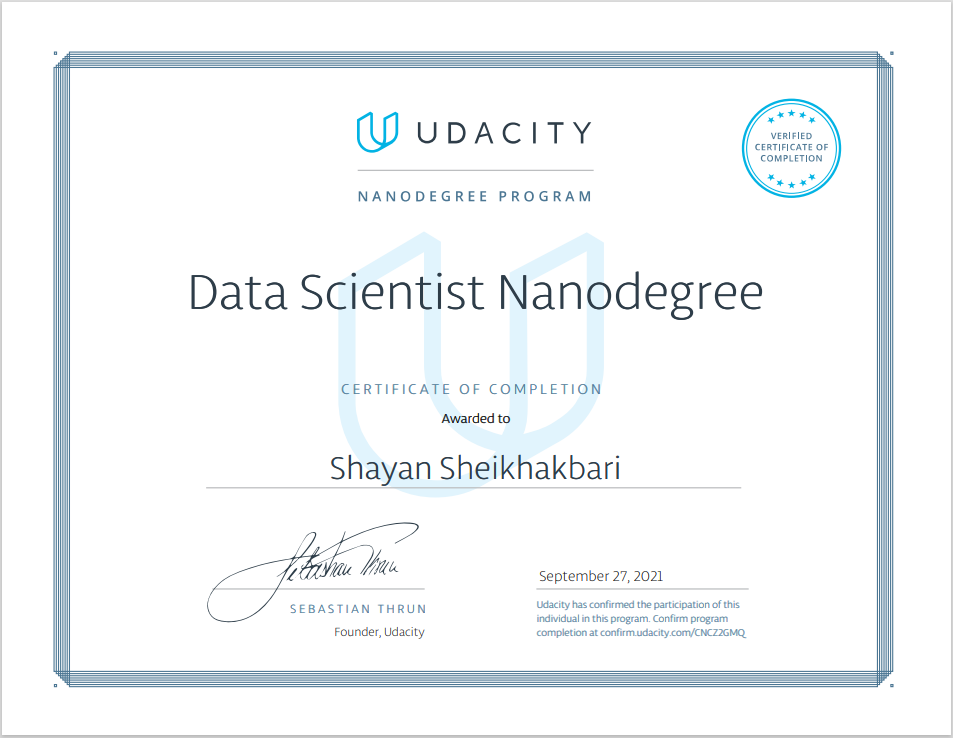 UDACITY
NANODEGREE PROGRAM
VERIFIED
CERTIFICATE OF
COMPLETION
Data Scientist Nanodegree
CERTIFICATE OF COMPLETION
Awarded to
Shayan Sheikhakbari
Sebastian Thrun
SEBASTIAN THRUN
Founder, Udacity
September 27, 2021
Udacity has confirmed the participation of this
individual in this program. Confirm program
completion at confirm.udacity.com/CNCZ2GMQ